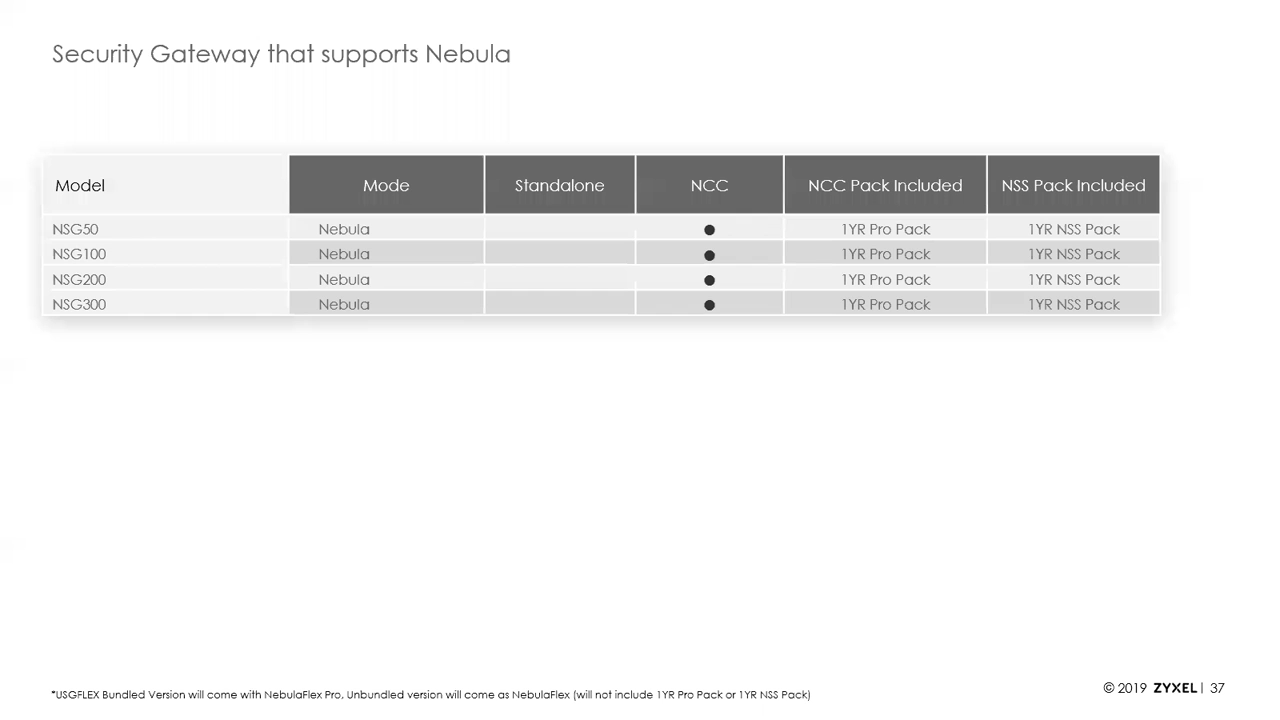 Security Gateway that supports Nebula
Model Mode Standalone NCC NCC Pack Included NSS Pack Included
NSG50 Nebula ● 1YR Pro Pack 1YR NSS Pack
NSG100 Nebula ● 1YR Pro Pack 1YR NSS Pack
NSG200 Nebula ● 1YR Pro Pack 1YR NSS Pack
NSG300 Nebula ● 1YR Pro Pack 1YR NSS Pack
*USGFLEX Bundled Version will come with NebulaFlex Pro, Unbundled version will come as NebulaFlex (will not include 1YR Pro Pack or 1YR NSS Pack)
© 2019 ZYXEL | 37